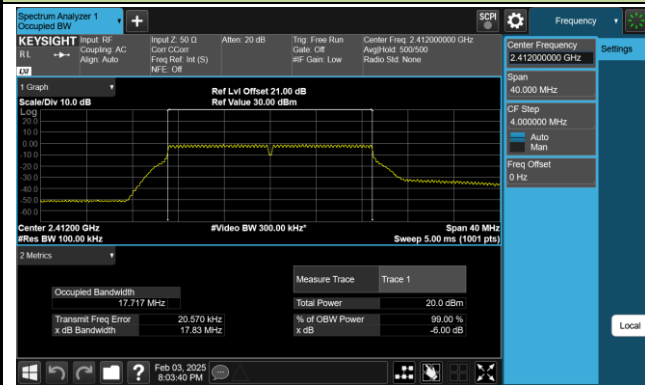 Spectrum Analyzer 1
Occupied BW
+
SCPI
Frequency
KEYSIGHT
RL
Input: RF
Coupling: AC
Align: Auto
Input Z: 50 Ω
Corr CCorr
Freq Ref: Int (S)
NFE: Off
Atten: 20 dB
Trig: Free Run
Gate: Off
#IF Gain: Low
Center Freq: 2.412000000 GHz
Avg|Hold: 500/500
Radio Std: None
Center Frequency
2.412000000 GHz
Settings
Span
40.000 MHz
CF Step
4.000000 MHz
Auto
Man
Freq Offset
0 Hz
Local
1 Graph
Scale/Div 10.0 dB
Ref Lvl Offset 21.00 dB
Ref Value 30.00 dBm
Log
20.0
10.0
0.00
-10.0
-20.0
-30.0
-40.0
-50.0
-60.0
Center 2.41200 GHz
#Res BW 100.00 kHz
#Video BW 300.00 kHz*
Span 40 MHz
Sweep 5.00 ms (1001 pts)
2 Metrics
Measure Trace Trace 1
Occupied Bandwidth
17.717 MHz
Total Power 20.0 dBm
Transmit Freq Error 20.570 kHz
% of OBW Power 99.00 %
x dB Bandwidth 17.83 MHz
x dB -6.00 dB
?
Feb 03, 2025
8:03:40 PM